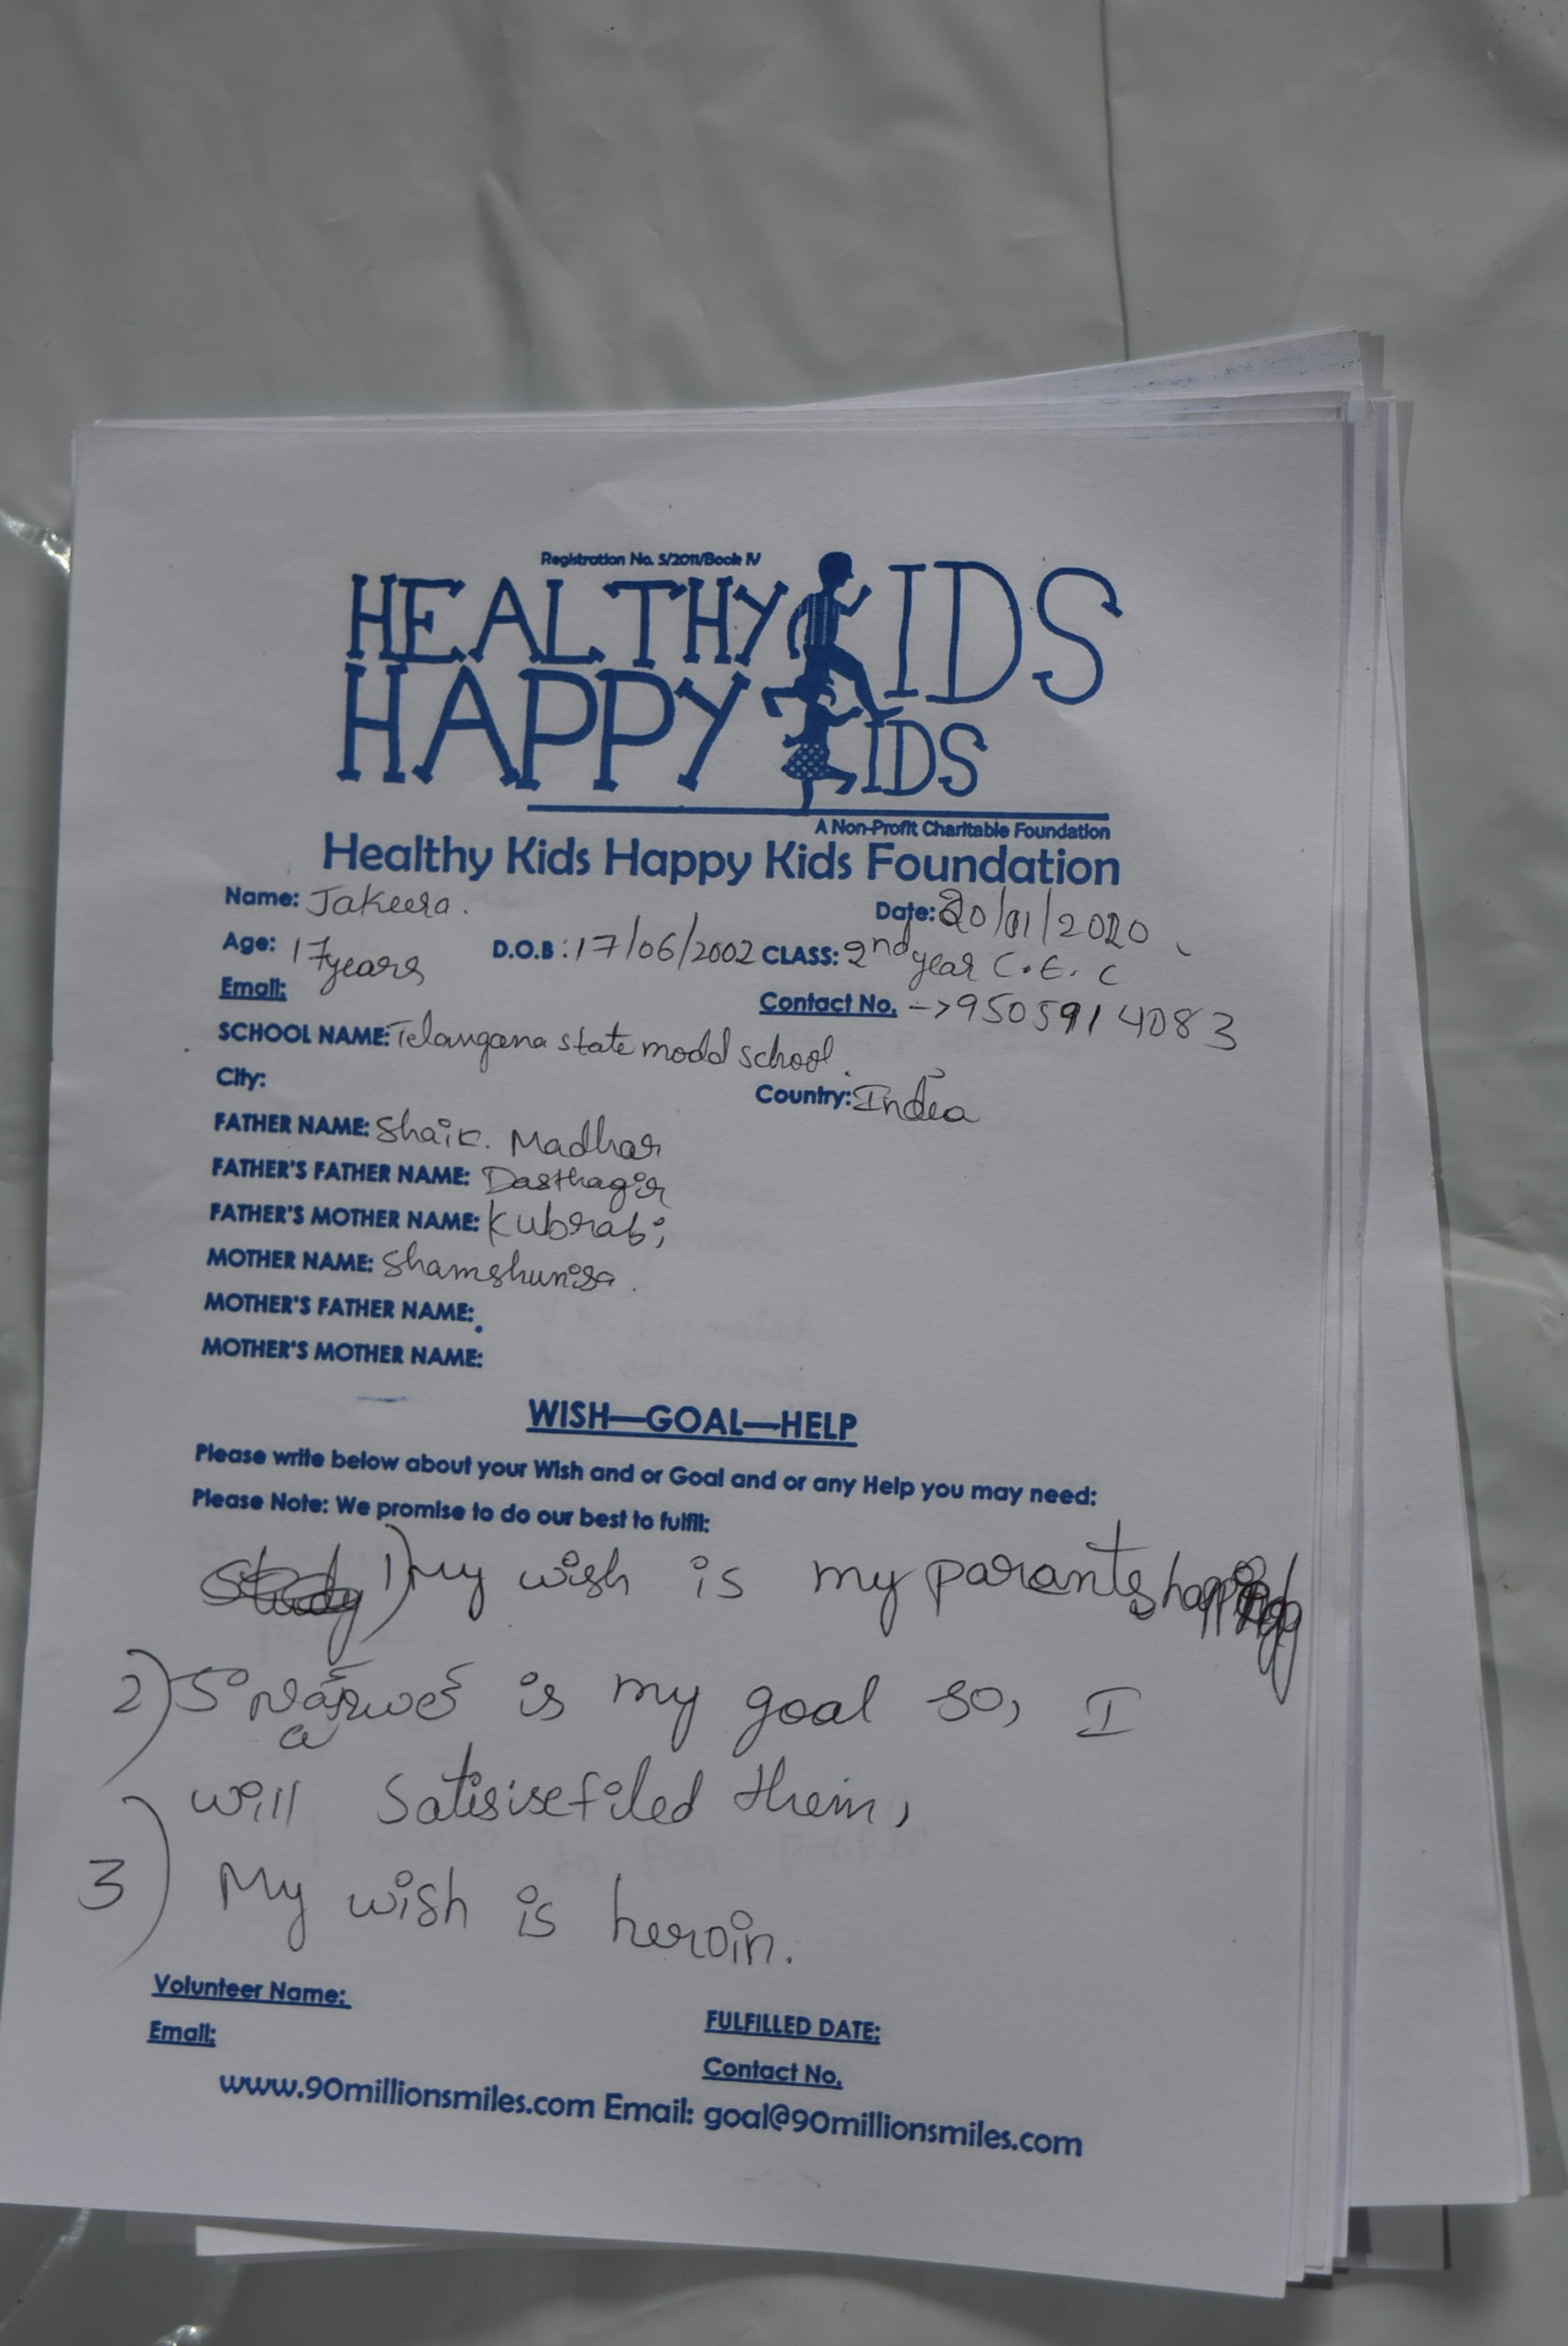 Registration No. 5/2011/Book IV
HEALTHY KIDS
HAPPY KIDS
A Non-Profit Charitable Foundation
Healthy Kids Happy Kids Foundation
Name: Jakeera. Date: 20/01/2020
Age: 17years D.O.B: 17/06/2002 CLASS: 2nd year C.E.C
Email: Contact No. -> 9505914083
SCHOOL NAME: Telangana state modd school.
City: Country: India
FATHER NAME: Shaik. Madhar
FATHER'S FATHER NAME: Dasthagir
FATHER'S MOTHER NAME: Kubrabi;
MOTHER NAME: Shamshunisa.
MOTHER'S FATHER NAME:
MOTHER'S MOTHER NAME:
WISH—GOAL—HELP
Please write below about your Wish and or Goal and or any Help you may need:
Please Note: We promise to do our best to fulfil:
1) My wish is my parants
2) is my goal so, I
will satisisefiled them,
3) My wish is heroin.
Volunteer Name: FULFILLED DATE:
Email: Contact No.
www.90millionsmiles.com Email: goal@90millionsmiles.com